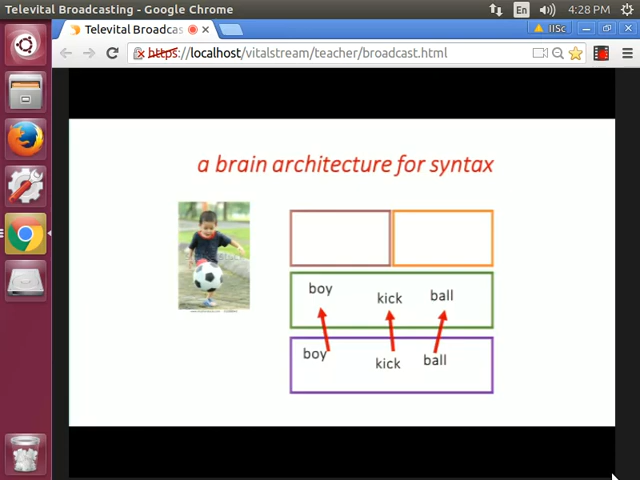 Televital Broadcasting - Google Chrome
En
4:28 PM
Televital Broadcas
IISc
https://localhost/vitalstream/teacher/broadcast.html
a brain architecture for syntax
boy kick ball
boy kick ball